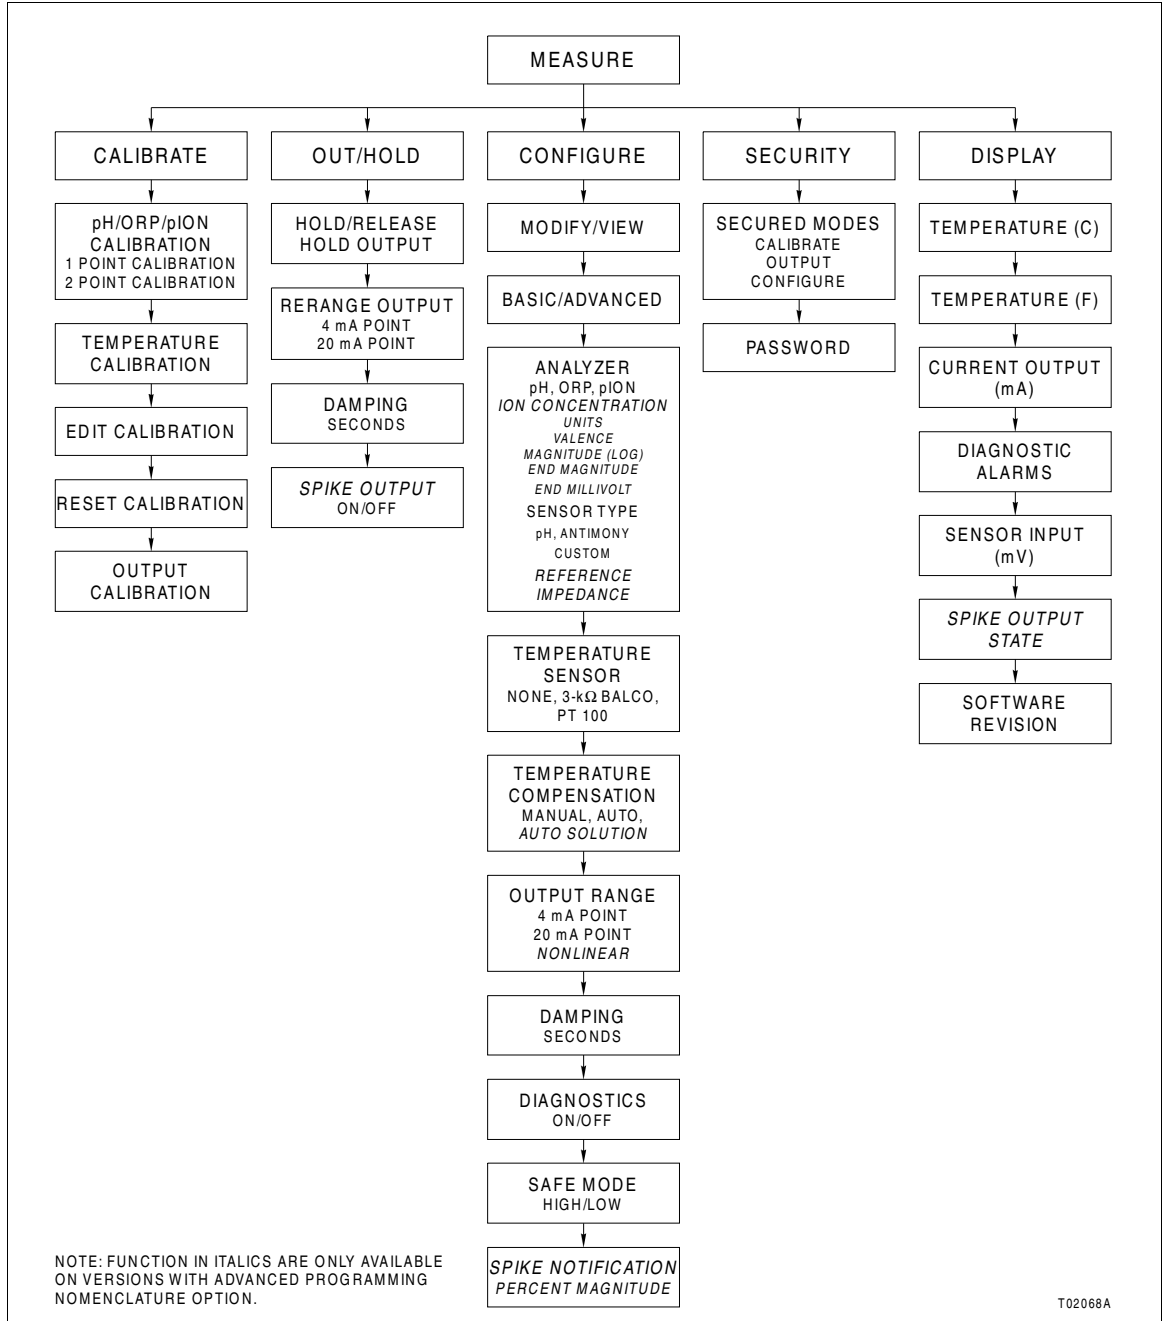 MEASURE
CALIBRATE
OUT/HOLD
CONFIGURE
SECURITY
DISPLAY
pH/ORP/pION
CALIBRATION
1 POINT CALIBRATION
2 POINT CALIBRATION
TEMPERATURE
CALIBRATION
EDIT CALIBRATION
RESET CALIBRATION
OUTPUT
CALIBRATION
HOLD/RELEASE
HOLD OUTPUT
RERANGE OUTPUT
4 mA POINT
20 mA POINT
DAMPING
SECONDS
SPIKE OUTPUT
ON/OFF
MODIFY/VIEW
BASIC/ADVANCED
ANALYZER
pH, ORP, pION
ION CONCENTRATION
UNITS
VALENCE
MAGNITUDE (LOG)
END MAGNITUDE
END MILLIVOLT
SENSOR TYPE
pH, ANTIMONY
CUSTOM
REFERENCE
IMPEDANCE
TEMPERATURE
SENSOR
NONE, 3-kΩ BALCO,
PT 100
TEMPERATURE
COMPENSATION
MANUAL, AUTO,
AUTO SOLUTION
OUTPUT RANGE
4 mA POINT
20 mA POINT
NONLINEAR
DAMPING
SECONDS
DIAGNOSTICS
ON/OFF
SAFE MODE
HIGH/LOW
SPIKE NOTIFICATION
PERCENT MAGNITUDE
SECURED MODES
CALIBRATE
OUTPUT
CONFIGURE
PASSWORD
TEMPERATURE (C)
TEMPERATURE (F)
CURRENT OUTPUT
(mA)
DIAGNOSTIC
ALARMS
SENSOR INPUT
(mV)
SPIKE OUTPUT
STATE
SOFTWARE
REVISION
NOTE: FUNCTION IN ITALICS ARE ONLY AVAILABLE
ON VERSIONS WITH ADVANCED PROGRAMMING
NOMENCLATURE OPTION.
T02068A